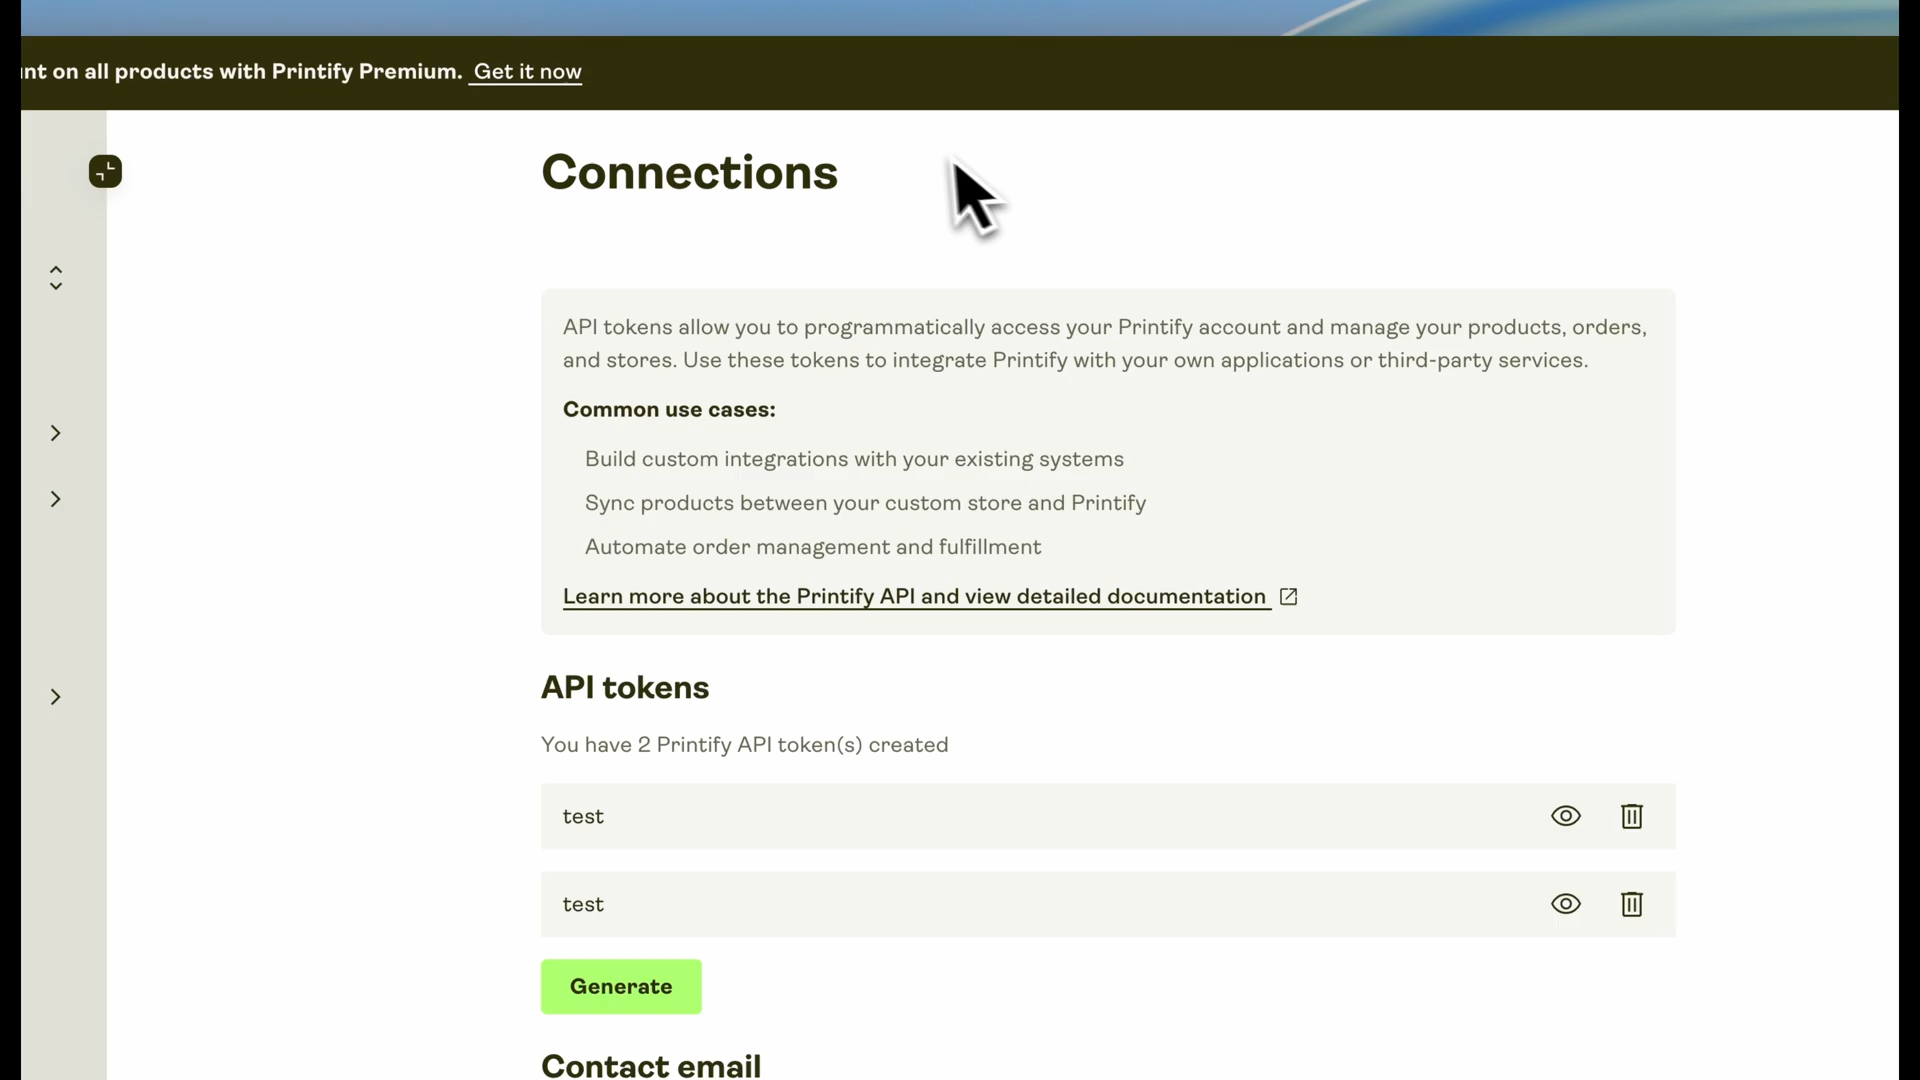 on all products with Printify Premium. Get it now
Connections
API tokens allow you to programmatically access your Printify account and manage your products, orders,
and stores. Use these tokens to integrate Printify with your own applications or third-party services.
Common use cases:
Build custom integrations with your existing systems
Sync products between your custom store and Printify
Automate order management and fulfillment
Learn more about the Printify API and view detailed documentation
API tokens
You have 2 Printify API token(s) created
test
test
Generate
Contact email